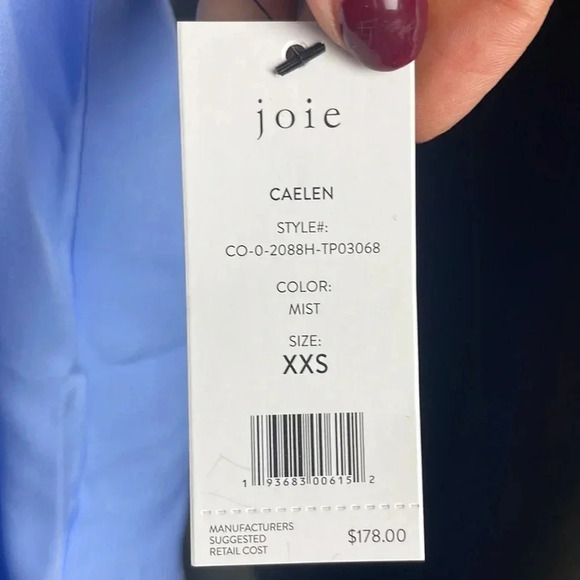 joie
CAELEN
STYLE#:
CO-0-2088H-TP03068
COLOR:
MIST
SIZE:
XXS
1 93683 00615 2
MANUFACTURERS
SUGGESTED
RETAIL COST
$178.00